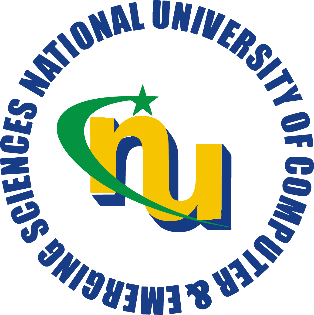 NATIONAL UNIVERSITY OF COMPUTER & EMERGING SCIENCES
nu